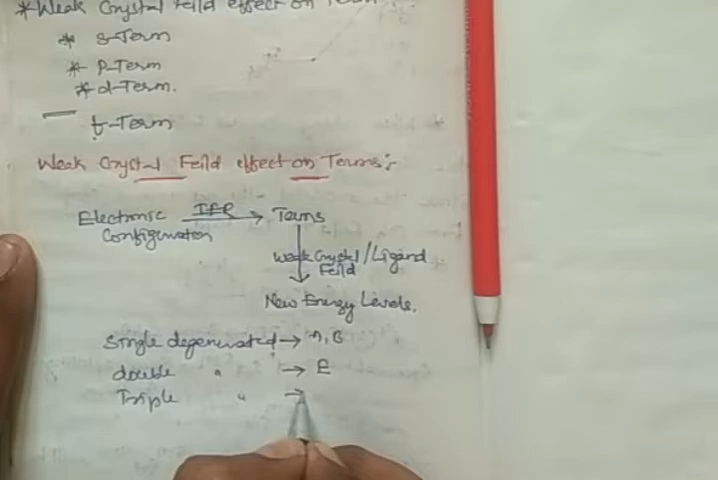 *Weak Crystal Feild effect on Term
* s-Term
* P-Term
* d-Term.
f-Term
Weak Crystal Feild effect on Terms:-
Electronic Configuration IER → Terms
Weak Crystal/Ligand Feild
New Energy Levels.
Single degenerated → A, B
double " → E
Triple " →